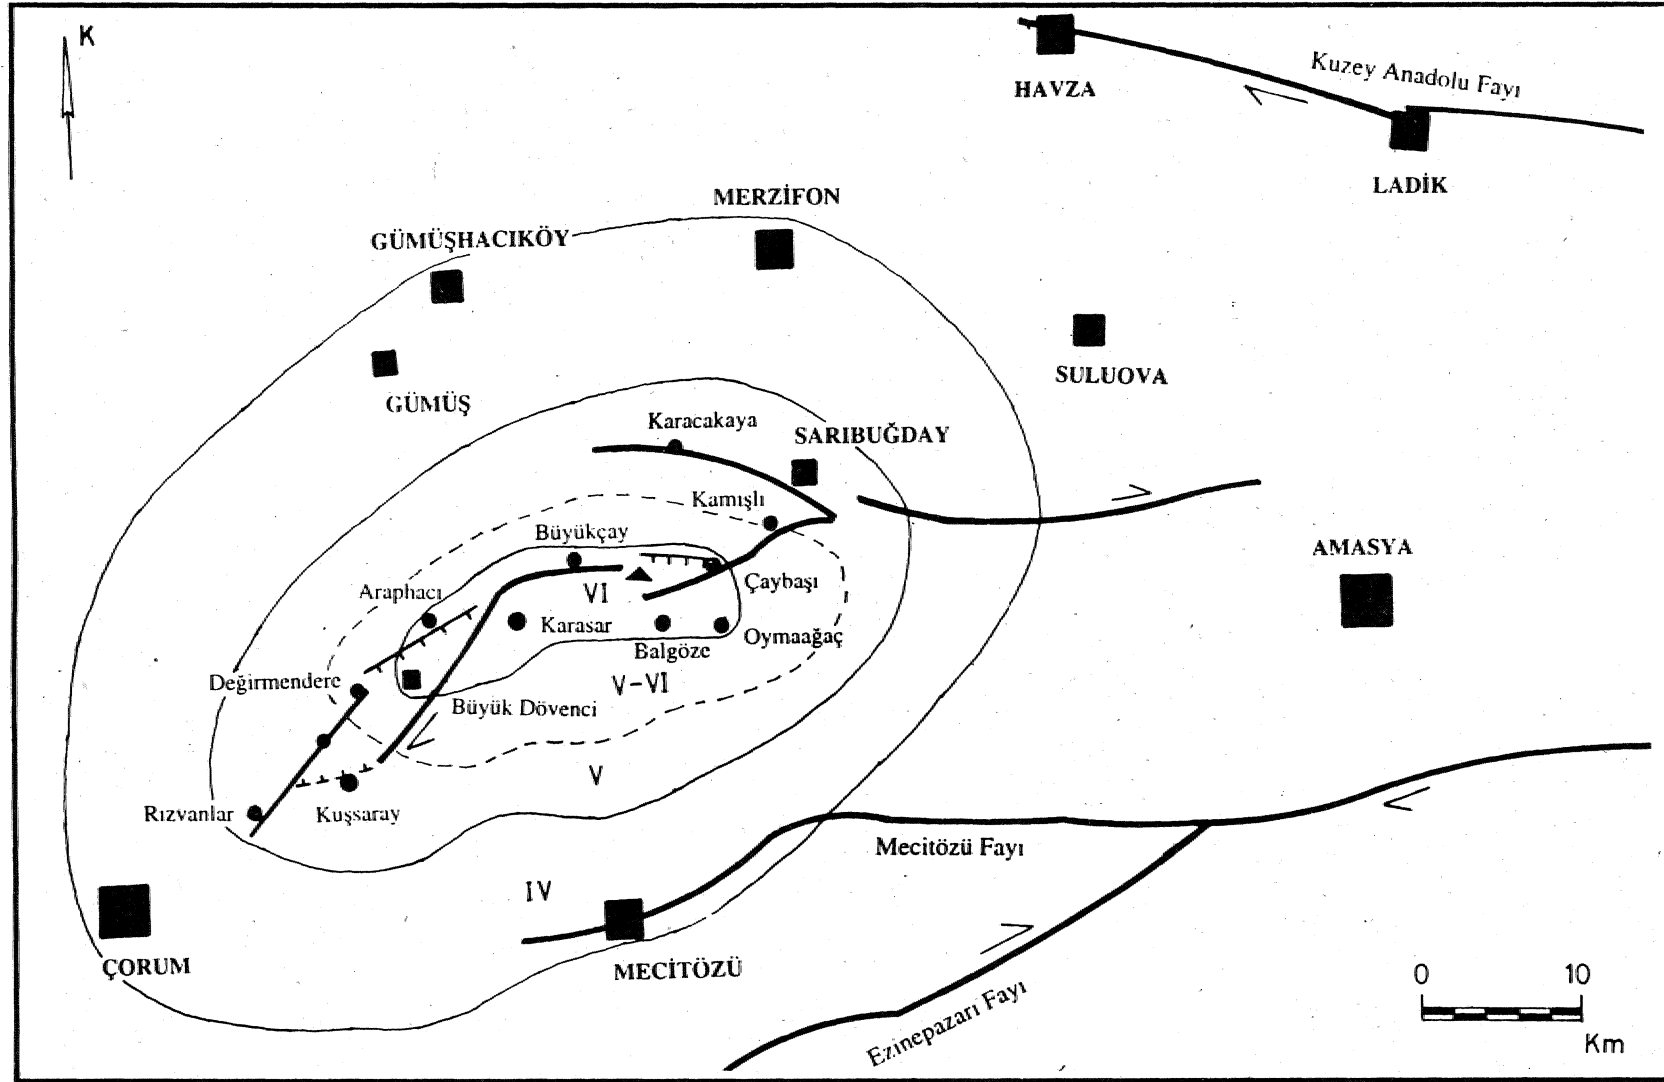 K
HAVZA
Kuzey Anadolu Fayı
LADİK
MERZİFON
GÜMÜŞHACIKÖY
GÜMÜŞ
SULUOVA
Karacakaya
SARIBUĞDAY
Kamışlı
Büyükçay
AMASYA
Araphacı
VI
Çaybaşı
Karasar
Oymaağaç
Balgöze
Değirmendere
V-VI
Büyük Dövenci
V
Rızvanlar
Kuşsaray
Mecitözü Fayı
IV
ÇORUM
MECİTÖZÜ
Ezinepazarı Fayı
0 10
Km